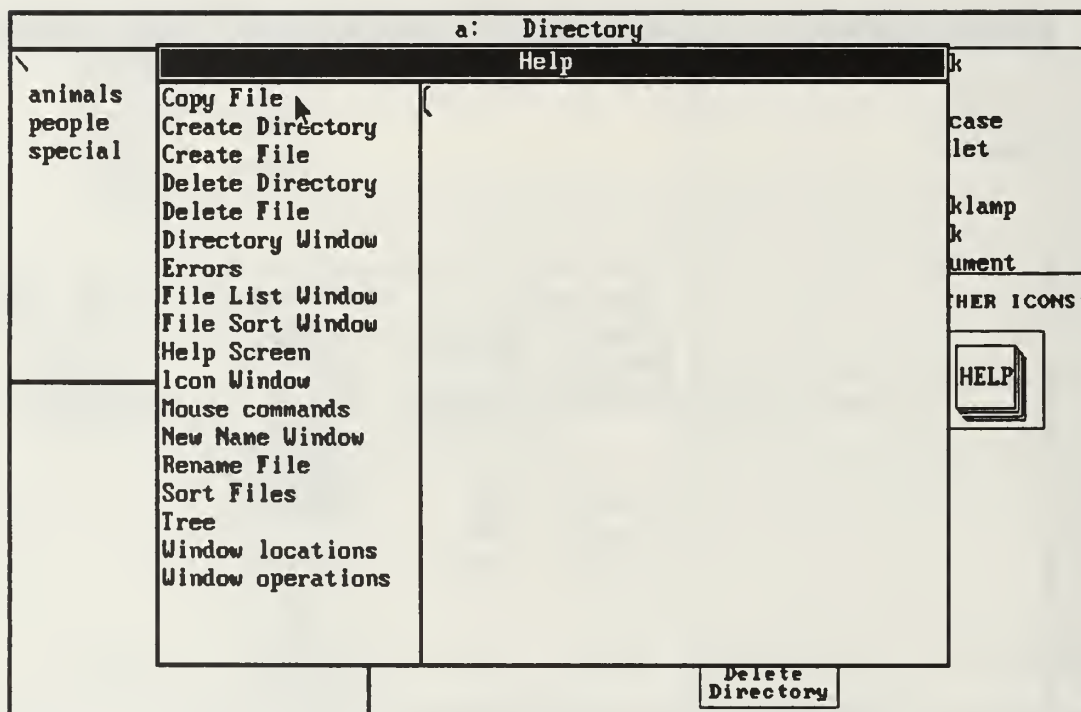 a: Directory
Help
\
animals
people
special
Copy File
Create Directory
Create File
Delete Directory
Delete File
Directory Window
Errors
File List Window
File Sort Window
Help Screen
Icon Window
Mouse commands
New Name Window
Rename File
Sort Files
Tree
Window locations
Window operations
k
case
let
klamp
k
ument
HER ICONS
HELP
Delete
Directory